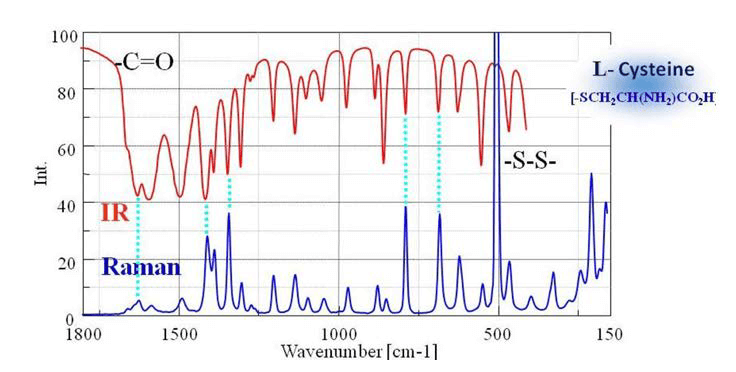 100
80
60
40
20
0
Int.
-C=O
IR
Raman
-S-S-
L- Cysteine
[-SCH₂CH(NH₂)CO₂H]
1800
1500
1000
500
150
Wavenumber [cm-1]